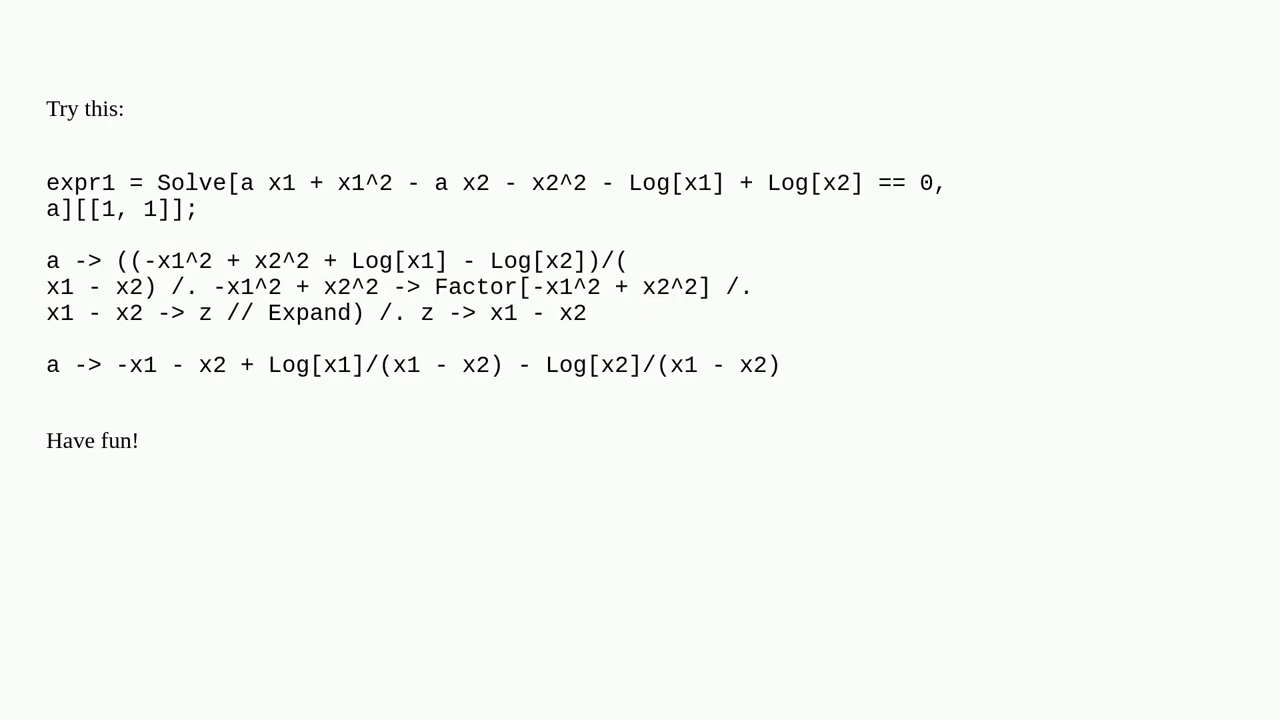 Try this:
expr1 = Solve[a x1 + x1^2 - a x2 - x2^2 - Log[x1] + Log[x2] == 0,
a][[1, 1]];
a -> ((-x1^2 + x2^2 + Log[x1] - Log[x2])/(
x1 - x2) /. -x1^2 + x2^2 -> Factor[-x1^2 + x2^2] /.
x1 - x2 -> z // Expand) /. z -> x1 - x2
a -> -x1 - x2 + Log[x1]/(x1 - x2) - Log[x2]/(x1 - x2)
Have fun!